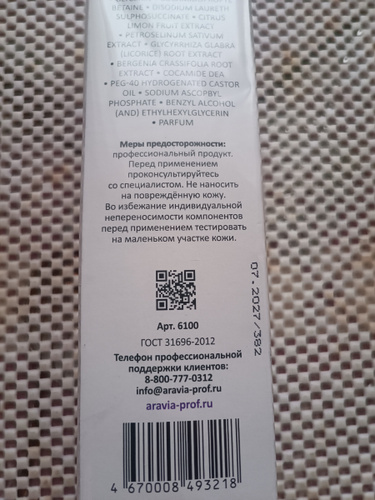 BETAINE • DISODIUM LAURETH
SULPHOSUCCINATE • CITRUS
LIMON FRUIT EXTRACT
• PETROSELINUM SATIVUM
EXTRACT • GLYCYRRHIZA GLABRA
(LICORICE) ROOT EXTRACT
• BERGENIA CRASSIFOLIA ROOT
EXTRACT • COCAMIDE DEA
• PEG-40 HYDROGENATED CASTOR
OIL • SODIUM ASCOPBYL
PHOSPHATE • BENZYL ALCOHOL
(AND) ETHYLHEXYLGLYCERIN
• PARFUM
Меры предосторожности:
профессиональный продукт.
Перед применением
проконсультируйтесь
со специалистом. Не наносить
на повреждённую кожу.
Во избежание индивидуальной
непереносимости компонентов
перед применением тестировать
на маленьком участке кожи.
07.2027/382
Арт. 6100
ГОСТ 31696-2012
Телефон профессиональной
поддержки клиентов:
8-800-777-0312
info@aravia-prof.ru
aravia-prof.ru
4 670008 493218